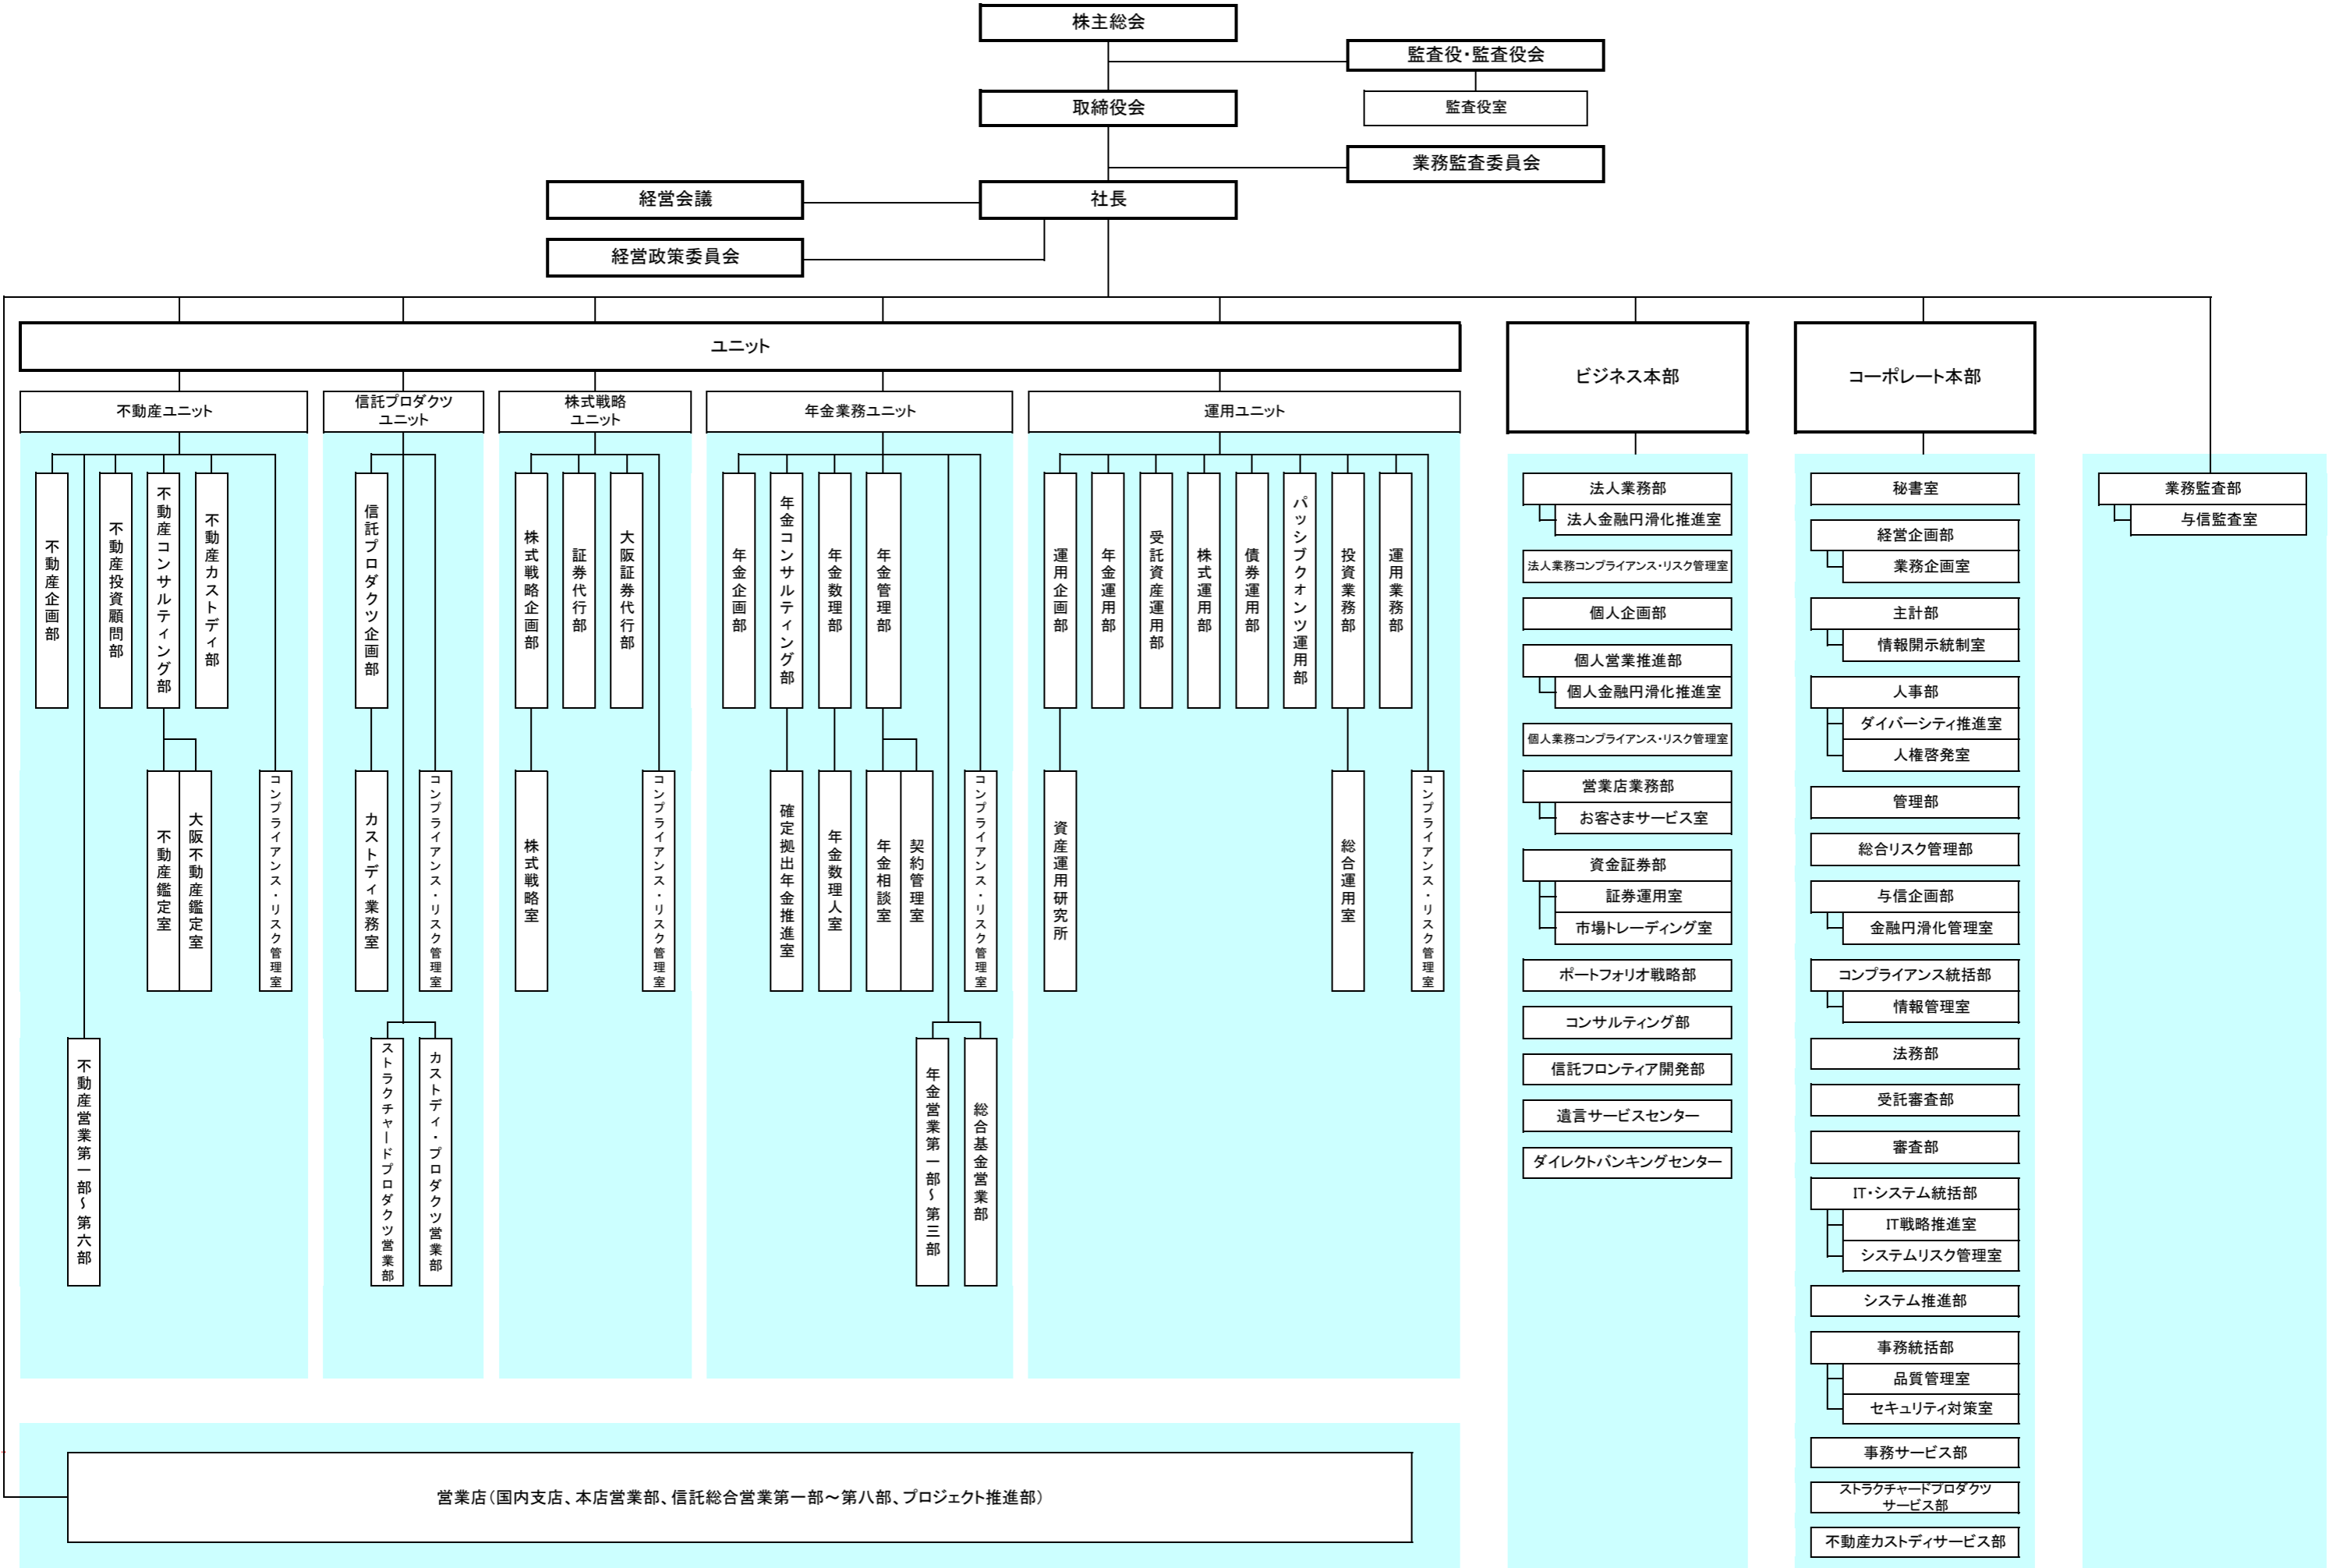 株主総会
監査役・監査役会
取締役会
監査役室
業務監査委員会
経営会議
社長
経営政策委員会
ユニット
ビジネス本部
コーポレート本部
不動産ユニット
信託プロダクツ
ユニット
株式戦略
ユニット
年金業務ユニット
運用ユニット
不動産企画部
不動産投資顧問部
不動産コンサルティング部
不動産カストディ部
不動産鑑定室
大阪不動産鑑定室
コンプライアンス・リスク管理室
不動産営業第一部～第六部
信託プロダクツ企画部
カストディ業務室
コンプライアンス・リスク管理室
ストラクチャードプロダクツ営業部
カストディ・プロダクツ営業部
株式戦略企画部
証券代行部
大阪証券代行部
株式戦略室
コンプライアンス・リスク管理室
年金企画部
年金コンサルティング部
年金数理部
年金管理部
確定拠出年金推進室
年金数理人室
年金相談室
契約管理室
コンプライアンス・リスク管理室
年金営業第一部～第三部
総合基金営業部
運用企画部
年金運用部
受託資産運用部
株式運用部
債券運用部
パッシブクオンツ運用部
投資業務部
運用業務部
資産運用研究所
総合運用室
コンプライアンス・リスク管理室
法人業務部
法人金融円滑化推進室
法人業務コンプライアンス・リスク管理室
個人企画部
個人営業推進部
個人金融円滑化推進室
個人業務コンプライアンス・リスク管理室
営業店業務部
お客さまサービス室
資金証券部
証券運用室
市場トレーディング室
ポートフォリオ戦略部
コンサルティング部
信託フロンティア開発部
遺言サービスセンター
ダイレクトバンキングセンター
秘書室
経営企画部
業務企画室
主計部
情報開示統制室
人事部
ダイバーシティ推進室
人権啓発室
管理部
総合リスク管理部
与信企画部
金融円滑化管理室
コンプライアンス統括部
情報管理室
法務部
受託審査部
審査部
IT・システム統括部
IT戦略推進室
システムリスク管理室
システム推進部
事務統括部
品質管理室
セキュリティ対策室
事務サービス部
ストラクチャードプロダクツ
サービス部
不動産カストディサービス部
業務監査部
与信監査室
営業店（国内支店、本店営業部、信託総合営業第一部～第八部、プロジェクト推進部）